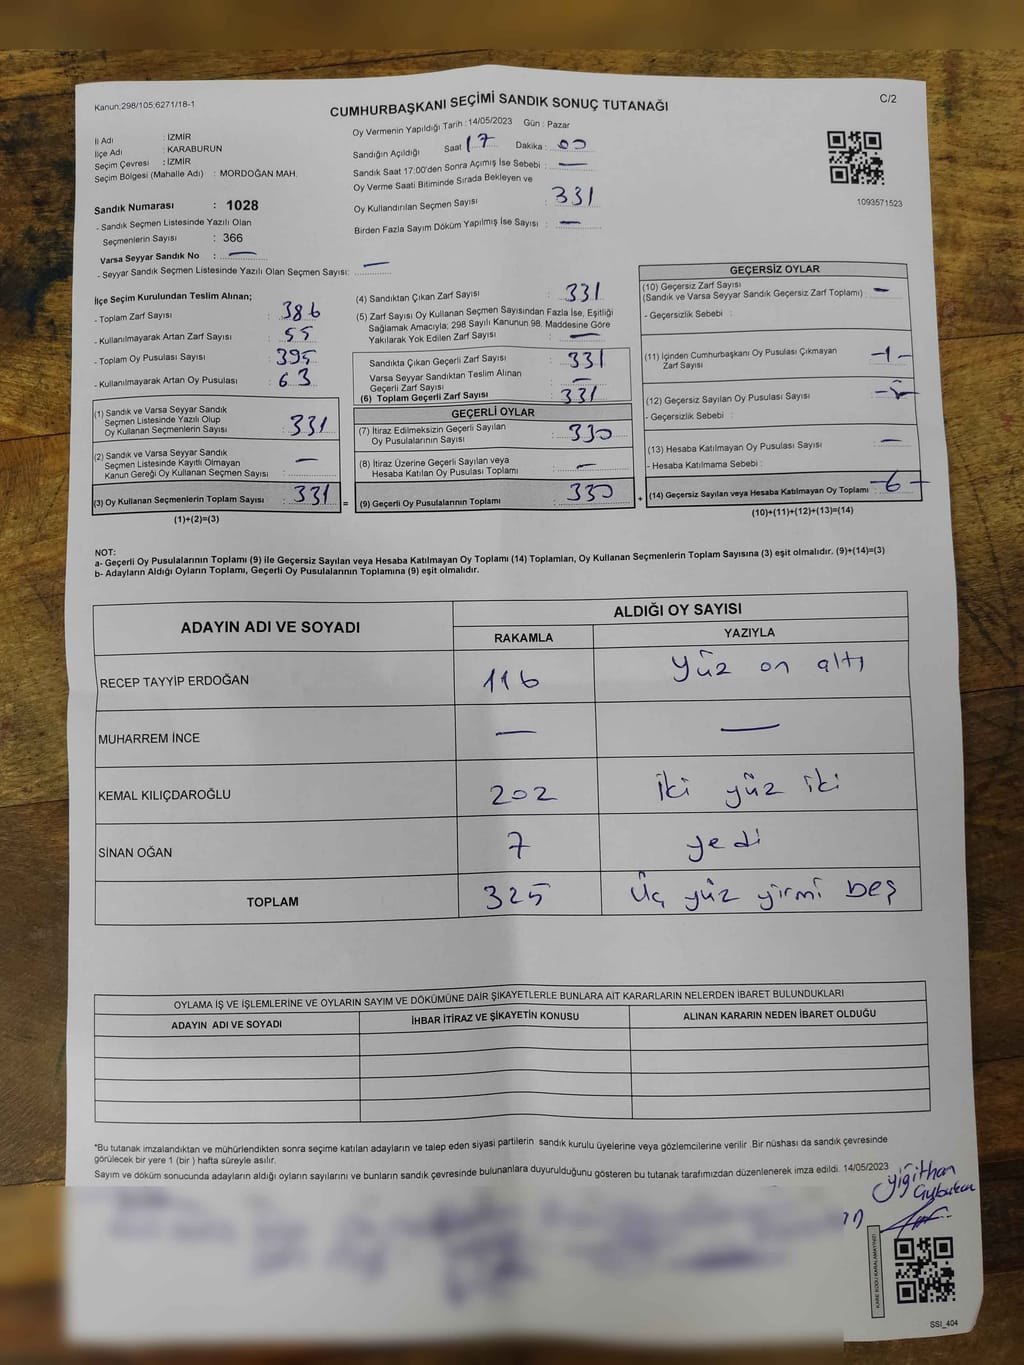 Kanun:298/105;6271/18-1
C/2
CUMHURBAŞKANI SEÇİMİ SANDIK SONUÇ TUTANAĞI
İl Adı : İZMİR
İlçe Adı : KARABURUN
Seçim Çevresi : İZMİR
Seçim Bölgesi (Mahalle Adı) : MORDOĞAN MAH.
Sandık Numarası : 1028
- Sandık Seçmen Listesinde Yazılı Olan
Seçmenlerin Sayısı : 366
Varsa Seyyar Sandık No : —
- Seyyar Sandık Seçmen Listesinde Yazılı Olan Seçmen Sayısı: —
Oy Vermenin Yapıldığı Tarih : 14/05/2023 Gün : Pazar
Sandığın Açıldığı Saat 17 Dakika : 00
Sandık Saat 17:00'den Sonra Açımış İse Sebebi : —
Oy Verme Saati Bitiminde Sırada Bekleyen ve
Oy Kullandırılan Seçmen Sayısı : 331
Birden Fazla Sayım Döküm Yapılmış İse Sayısı : —
1093571523
İlçe Seçim Kurulundan Teslim Alınan;
- Toplam Zarf Sayısı : 386
- Kullanılmayarak Artan Zarf Sayısı : 55
- Toplam Oy Pusulası Sayısı : 395
- Kullanılmayarak Artan Oy Pusulası : 63
(1) Sandık ve Varsa Seyyar Sandık
Seçmen Listesinde Yazılı Olup
Oy Kullanan Seçmenlerin Sayısı : 331
(2) Sandık ve Varsa Seyyar Sandık
Seçmen Listesinde Kayıtlı Olmayan
Kanun Gereği Oy Kullanan Seçmen Sayısı : —
(3) Oy Kullanan Seçmenlerin Toplam Sayısı : 331
(1)+(2)=(3)
=
(4) Sandıktan Çıkan Zarf Sayısı : 331
(5) Zarf Sayısı Oy Kullanan Seçmen Sayısından Fazla İse, Eşitliği
Sağlamak Amacıyla; 298 Sayılı Kanunun 98. Maddesine Göre
Yakılarak Yok Edilen Zarf Sayısı : —
Sandıkta Çıkan Geçerli Zarf Sayısı : 331
Varsa Seyyar Sandıktan Teslim Alınan
Geçerli Zarf Sayısı : —
(6) Toplam Geçerli Zarf Sayısı : 331
GEÇERLİ OYLAR
(7) İtiraz Edilmeksizin Geçerli Sayılan
Oy Pusulalarının Sayısı : 330
(8) İtiraz Üzerine Geçerli Sayılan veya
Hesaba Katılan Oy Pusulası Toplamı : —
(9) Geçerli Oy Pusulalarının Toplamı : 330
+
GEÇERSİZ OYLAR
(10) Geçersiz Zarf Sayısı
(Sandık ve Varsa Seyyar Sandık Geçersiz Zarf Toplamı) : —
- Geçersizlik Sebebi :
(11) İçinden Cumhurbaşkanı Oy Pusulası Çıkmayan
Zarf Sayısı : -1-
(12) Geçersiz Sayılan Oy Pusulası Sayısı :
- Geçersizlik Sebebi :
(13) Hesaba Katılmayan Oy Pusulası Sayısı : —
- Hesaba Katılmama Sebebi :
(14) Geçersiz Sayılan veya Hesaba Katılmayan Oy Toplamı : -6-
(10)+(11)+(12)+(13)=(14)
NOT:
a- Geçerli Oy Pusulalarının Toplamı (9) ile Geçersiz Sayılan veya Hesaba Katılmayan Oy Toplamı (14) Toplamları, Oy Kullanan Seçmenlerin Toplam Sayısına (3) eşit olmalıdır. (9)+(14)=(3)
b- Adayların Aldığı Oyların Toplamı, Geçerli Oy Pusulalarının Toplamına (9) eşit olmalıdır.
ADAYIN ADI VE SOYADI
ALDIĞI OY SAYISI
RAKAMLA YAZIYLA
RECEP TAYYİP ERDOĞAN 116 Yüz on altı
MUHARREM İNCE — —
KEMAL KILIÇDAROĞLU 202 İki yüz iki
SİNAN OĞAN 7 yedi
TOPLAM 325 Üç yüz yirmi beş
OYLAMA İŞ VE İŞLEMLERİNE VE OYLARIN SAYIM VE DÖKÜMÜNE DAİR ŞİKAYETLERLE BUNLARA AİT KARARLARIN NELERDEN İBARET BULUNDUKLARI
ADAYIN ADI VE SOYADI İHBAR İTİRAZ VE ŞİKAYETİN KONUSU ALINAN KARARIN NEDEN İBARET OLDUĞU
*Bu tutanak imzalandıktan ve mühürlendikten sonra seçime katılan adayların ve talep eden siyasi partilerin sandık kurulu üyelerine veya gözlemcilerine verilir. Bir nüshası da sandık çevresinde
görülecek bir yere 1 (bir ) hafta süreyle asılır.
Sayım ve döküm sonucunda adayların aldığı oyların sayılarını ve bunların sandık çevresinde bulunanlara duyurulduğunu gösteren bu tutanak tarafımızdan düzenlenerek imza edildi. 14/05/2023
Yiğithan
KARE KODU KARALAMAYINIZ!
SSI_404